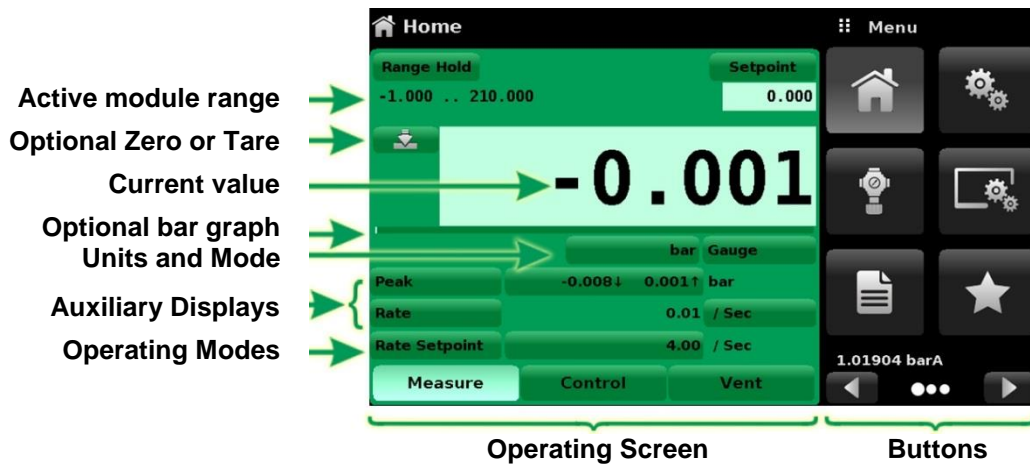 Home
Menu
Range Hold
Setpoint
Active module range
-1.000 .. 210.000
0.000
Optional Zero or Tare
Current value
-0.001
Optional bar graph
Units and Mode
bar Gauge
Auxiliary Displays
Peak -0.008↓ 0.001↑ bar
Rate 0.01 / Sec
Operating Modes
Rate Setpoint 4.00 / Sec
1.01904 barA
Measure Control Vent
Operating Screen
Buttons